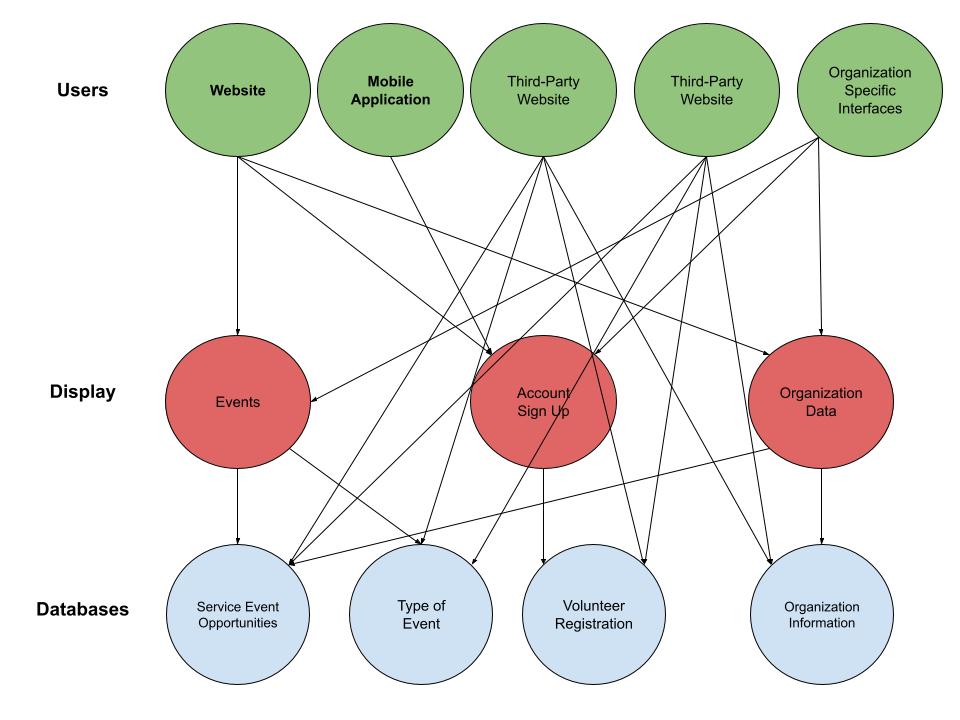 Users
Website
Mobile
Application
Third-Party
Website
Third-Party
Website
Organization
Specific
Interfaces
Display
Events
Account
Sign Up
Organization
Data
Databases
Service Event
Opportunities
Type of
Event
Volunteer
Registration
Organization
Information